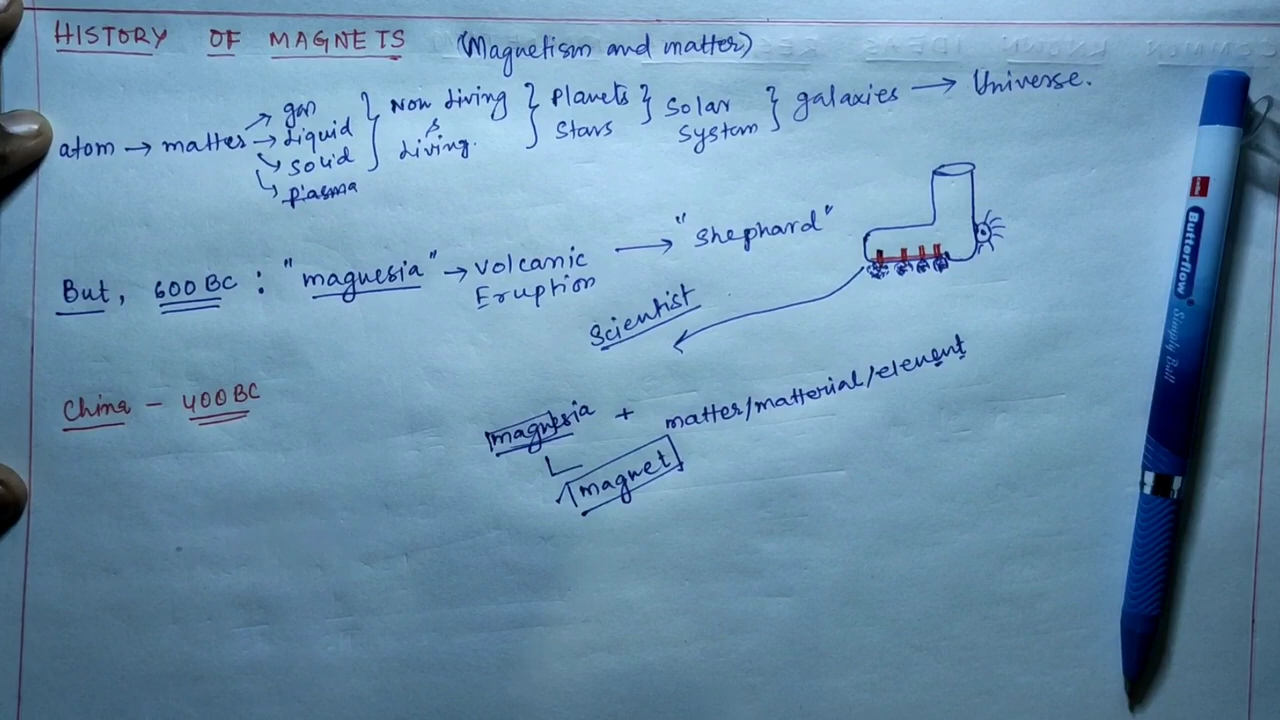 HISTORY OF MAGNETS (Magnetism and matter)
atom → matter → gas } Non living } Planets } Solar } galaxies → Universe.
→ Liquid & living. Stars System
→ solid
→ plasma
But, 600 BC : "magnesia" → volcanic Eruption → "Shephard"
Scientist
China - 400 BC
magnesia + matter/matterial/element
magnet
Butterflow Simply Ball